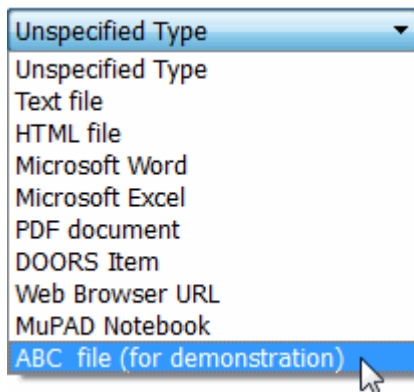 Unspecified Type
Unspecified Type
Text file
HTML file
Microsoft Word
Microsoft Excel
PDF document
DOORS Item
Web Browser URL
MuPAD Notebook
ABC  file (for demonstration)